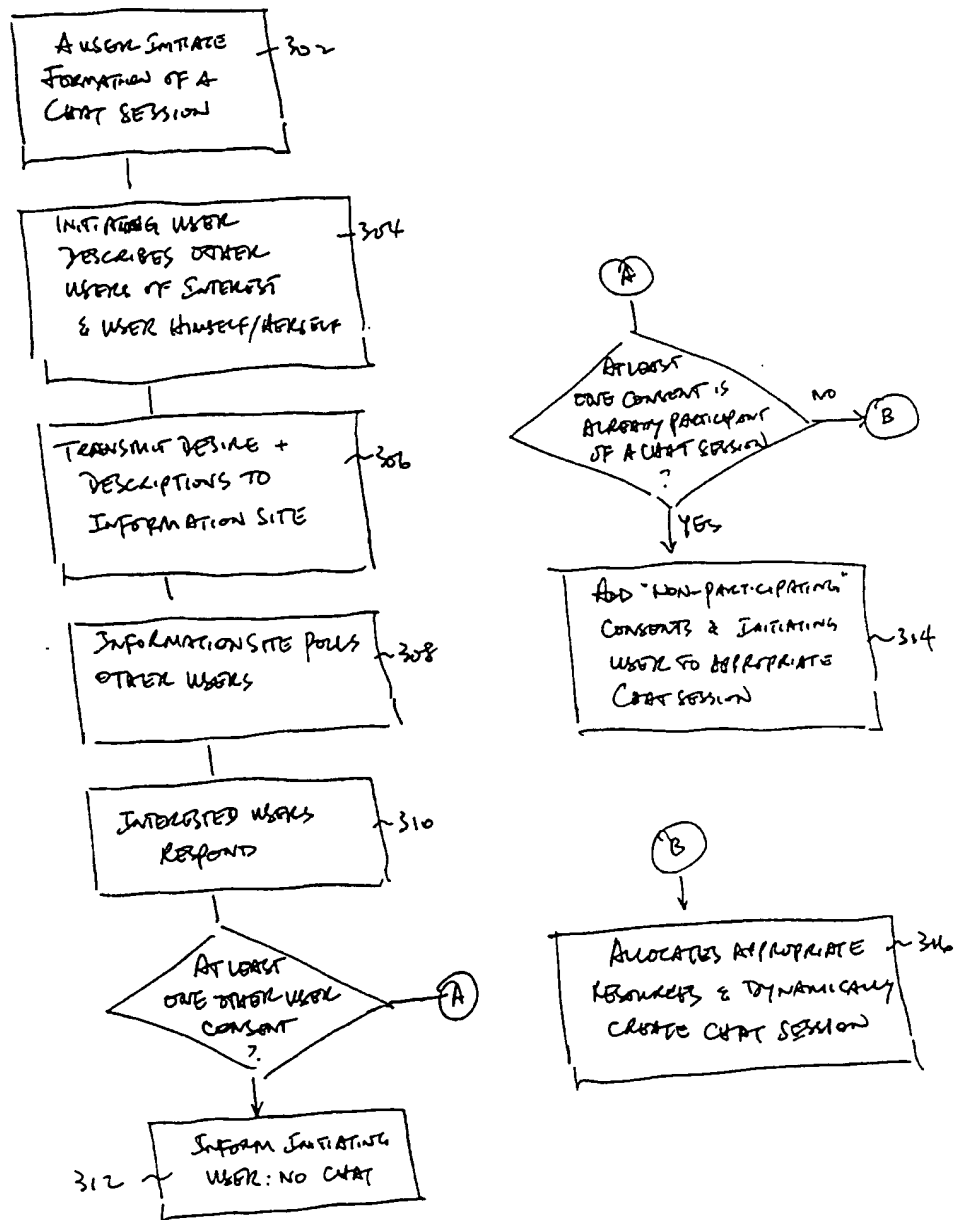 A USER INITIATE
FORMATION OF A
CHAT SESSION
302
INITIATING USER
DESCRIBES OTHER
USERS OF INTEREST
& USER HIMSELF/HERSELF
304
TRANSMIT DESIRE +
DESCRIPTIONS TO
INFORMATION SITE
306
INFORMATION SITE POLLS
OTHER USERS
308
INTERESTED USERS
RESPOND
310
AT LEAST
ONE OTHER USER
CONSENT
?
A
INFORM INITIATING
USER: NO CHAT
312
A
AT LEAST
ONE CONSENT IS
ALREADY PARTICIPANT
OF A CHAT SESSION
?
NO
B
YES
ADD "NON-PARTICIPATING"
CONSENTS & INITIATING
USER TO APPROPRIATE
CHAT SESSION
314
B
ALLOCATES APPROPRIATE
RESOURCES & DYNAMICALLY
CREATE CHAT SESSION
316